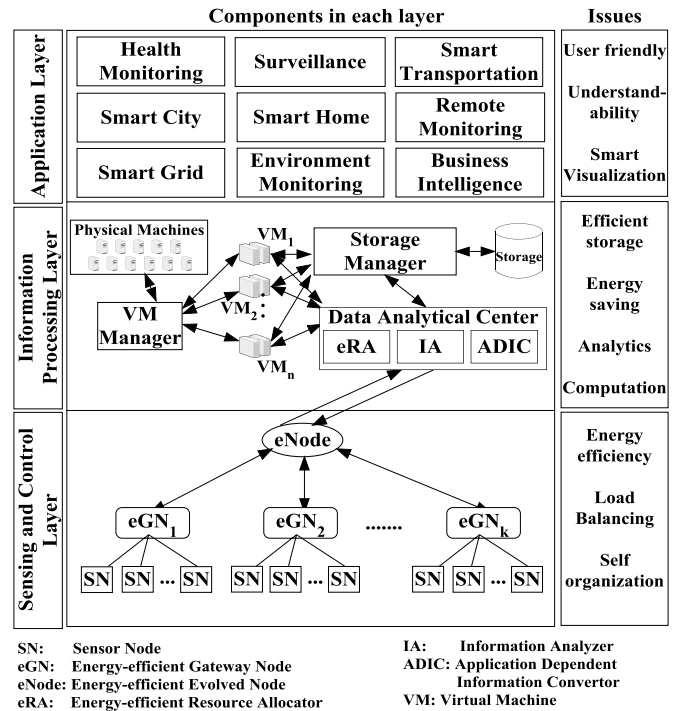 Components in each layer
Issues
Application Layer
Health
Monitoring
Surveillance
Smart
Transportation
Smart City
Smart Home
Remote
Monitoring
Smart Grid
Environment
Monitoring
Business
Intelligence
User friendly
Understand-
ability
Smart
Visualization
Information
Processing Layer
Physical Machines
VM1
Storage
Manager
Storage
VM
Manager
VM2
:
Data Analytical Center
eRA
IA
ADIC
VMn
Efficient
storage
Energy
saving
Analytics
Computation
Sensing and Control
Layer
eNode
eGN1
eGN2
.......
eGNk
SN SN ... SN
SN SN ... SN
SN SN ... SN
Energy
efficiency
Load
Balancing
Self
organization
SN: Sensor Node
eGN: Energy-efficient Gateway Node
eNode: Energy-efficient Evolved Node
eRA: Energy-efficient Resource Allocator
IA: Information Analyzer
ADIC: Application Dependent
Information Convertor
VM: Virtual Machine